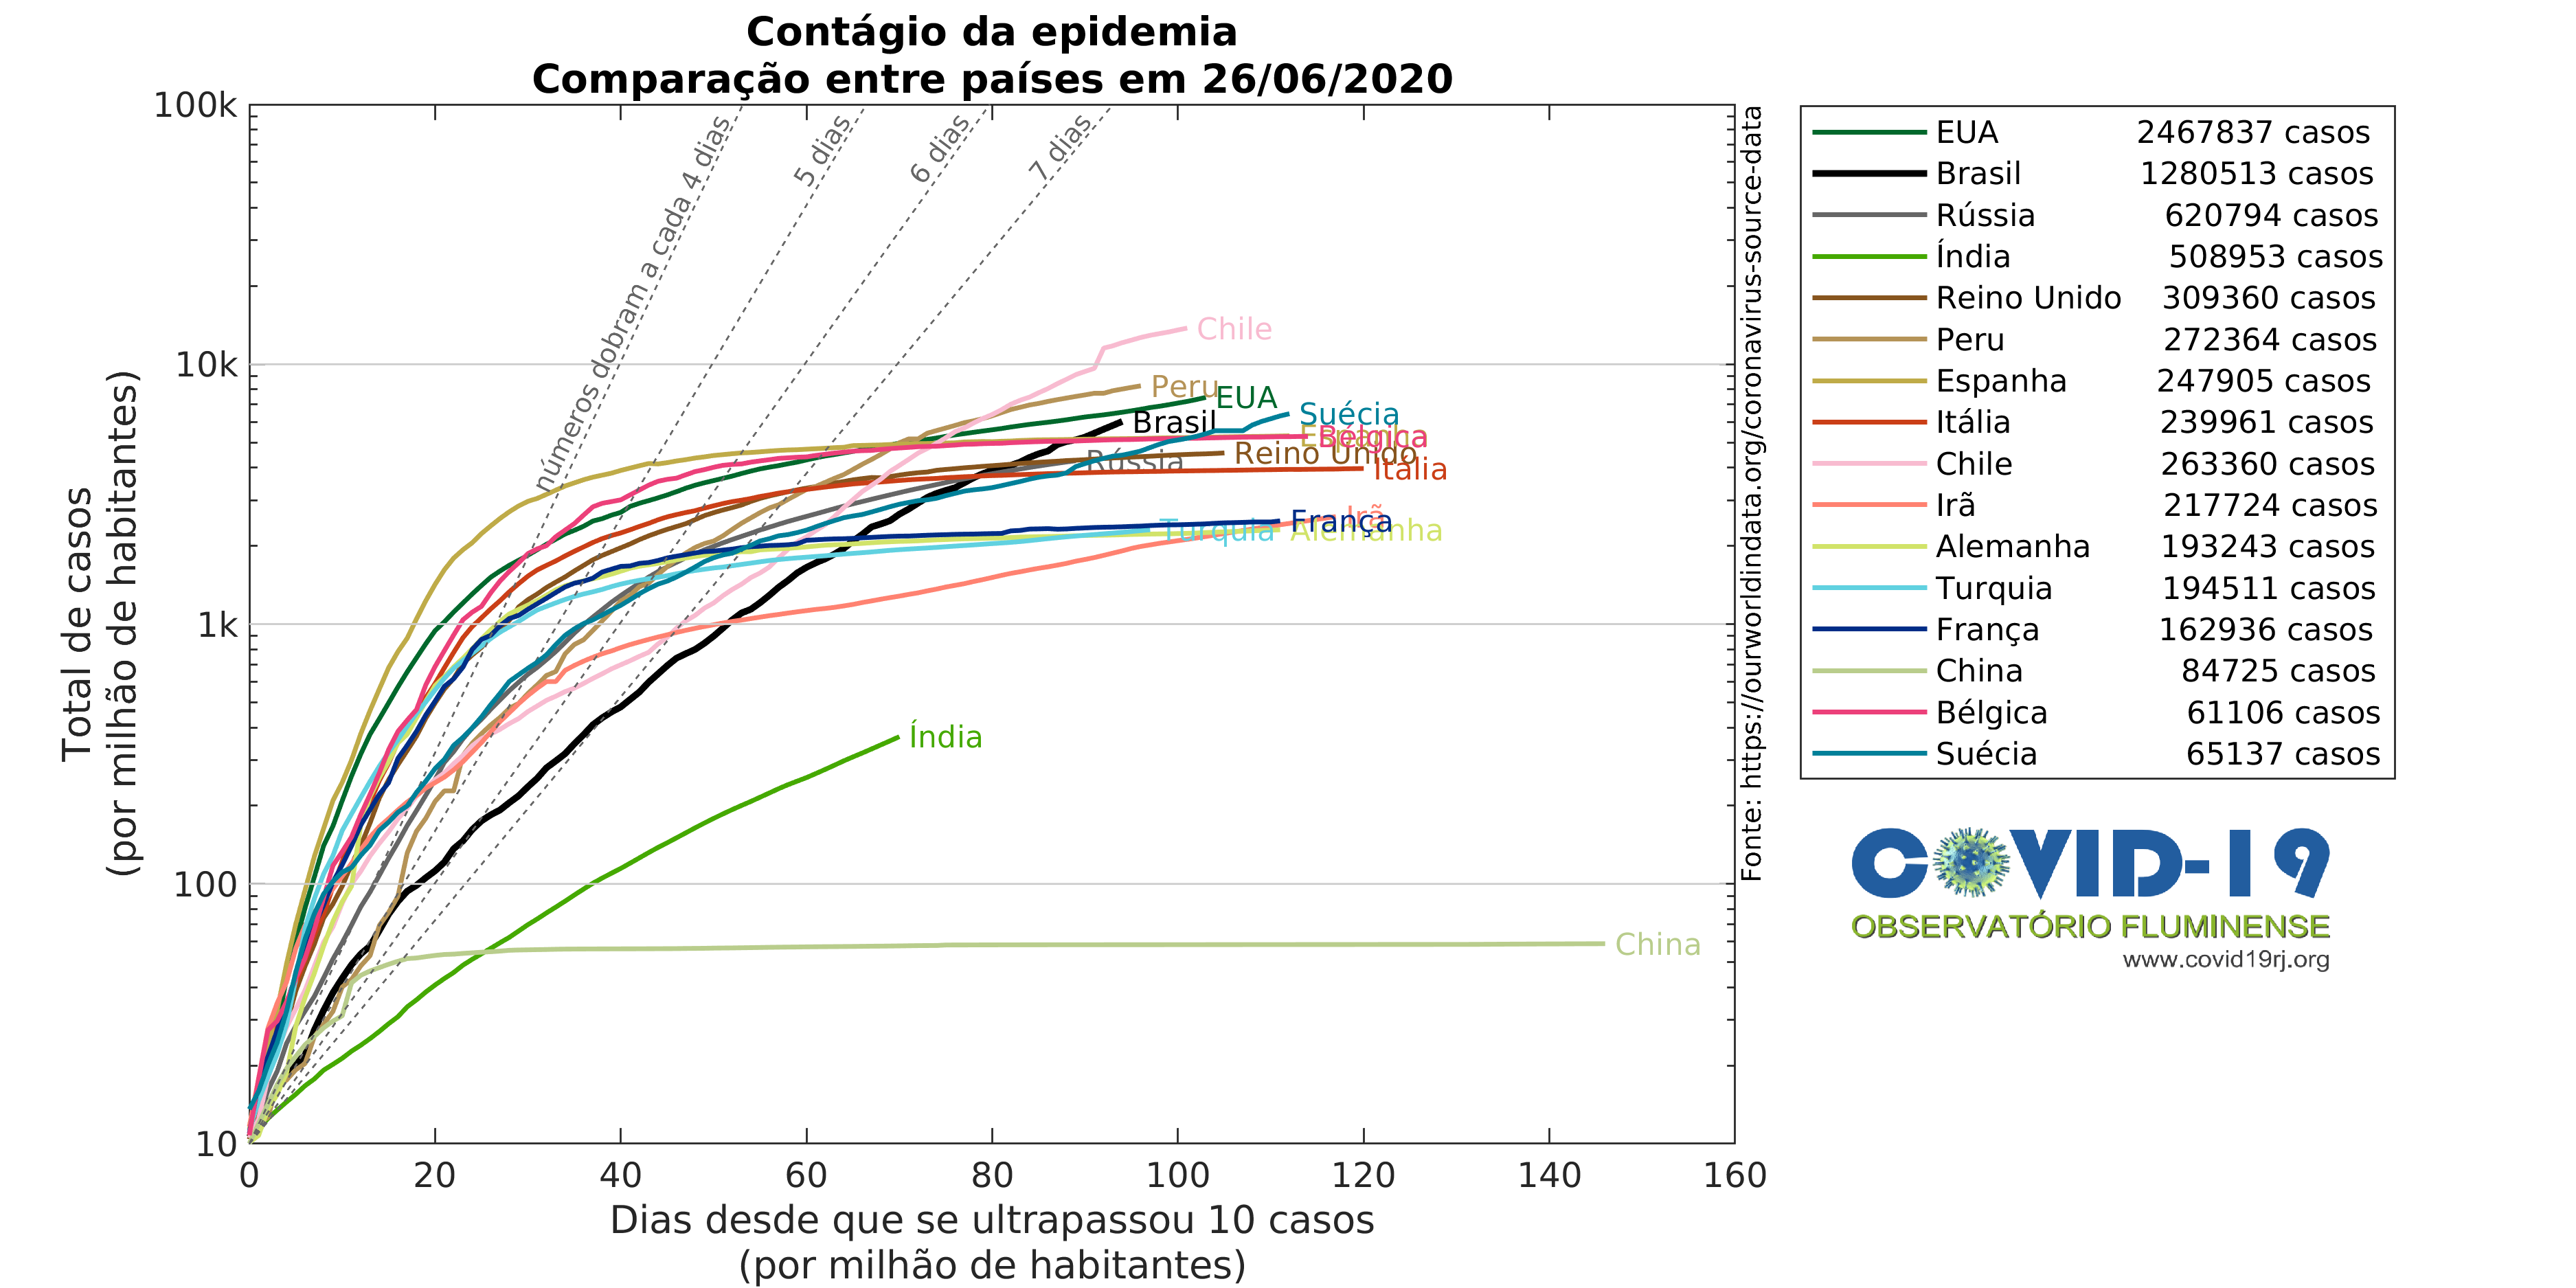 Contágio da epidemia
Comparação entre países em 26/06/2020
100k
10k
1k
100
10
Total de casos
(por milhão de habitantes)
números dobram a cada 4 dias
5 dias
6 dias
7 dias
Chile
Peru
EUA
Brasil
Suécia
Espanha
Bélgica
Rússia
Reino Unido
Itália
Turquia
Irã
França
Alemanha
Índia
China
0
20
40
60
80
100
120
140
160
Dias desde que se ultrapassou 10 casos
(por milhão de habitantes)
Fonte: https://ourworldindata.org/coronavirus-source-data
EUA 2467837 casos
Brasil 1280513 casos
Rússia 620794 casos
Índia 508953 casos
Reino Unido 309360 casos
Peru 272364 casos
Espanha 247905 casos
Itália 239961 casos
Chile 263360 casos
Irã 217724 casos
Alemanha 193243 casos
Turquia 194511 casos
França 162936 casos
China 84725 casos
Bélgica 61106 casos
Suécia 65137 casos
COVID-19
OBSERVATÓRIO FLUMINENSE
www.covid19rj.org